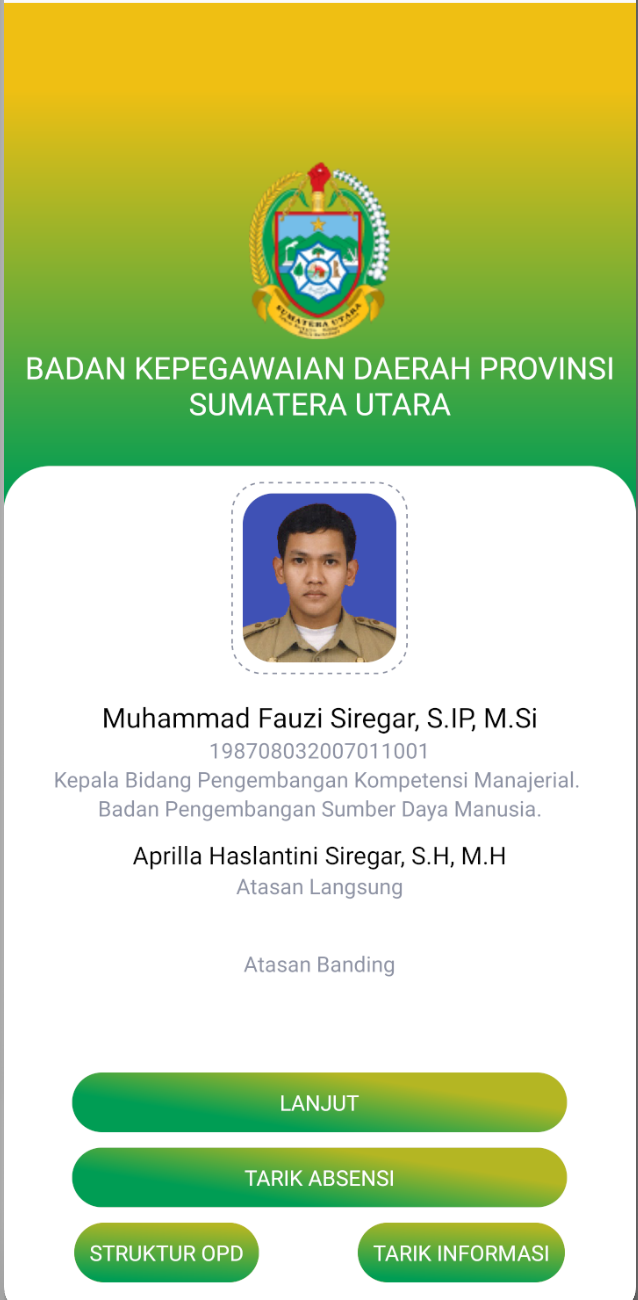 SUMATERA UTARA
BADAN KEPEGAWAIAN DAERAH PROVINSI
SUMATERA UTARA
Muhammad Fauzi Siregar, S.IP, M.Si
198708032007011001
Kepala Bidang Pengembangan Kompetensi Manajerial.
Badan Pengembangan Sumber Daya Manusia.
Aprilla Haslantini Siregar, S.H, M.H
Atasan Langsung
Atasan Banding
LANJUT
TARIK ABSENSI
STRUKTUR OPD
TARIK INFORMASI